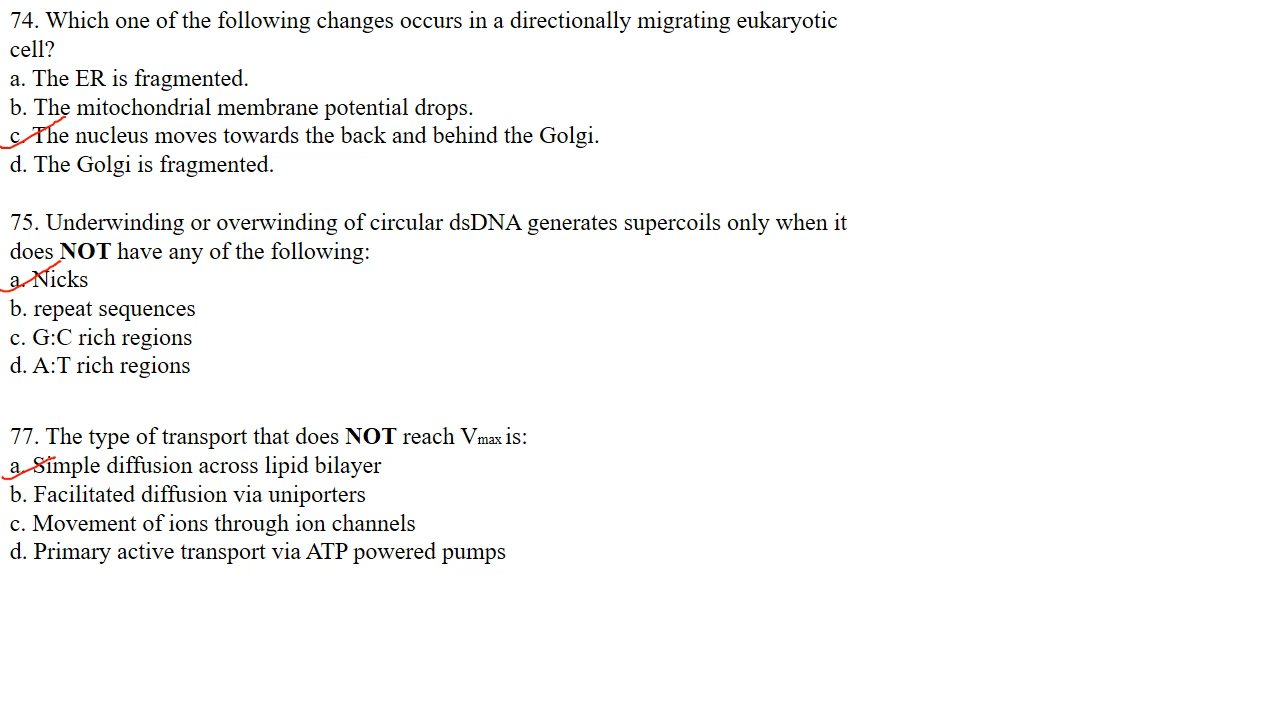 74. Which one of the following changes occurs in a directionally migrating eukaryotic
cell?
a. The ER is fragmented.
b. The mitochondrial membrane potential drops.
c. The nucleus moves towards the back and behind the Golgi.
d. The Golgi is fragmented.
75. Underwinding or overwinding of circular dsDNA generates supercoils only when it
does NOT have any of the following:
a. Nicks
b. repeat sequences
c. G:C rich regions
d. A:T rich regions
77. The type of transport that does NOT reach Vmax is:
a. Simple diffusion across lipid bilayer
b. Facilitated diffusion via uniporters
c. Movement of ions through ion channels
d. Primary active transport via ATP powered pumps